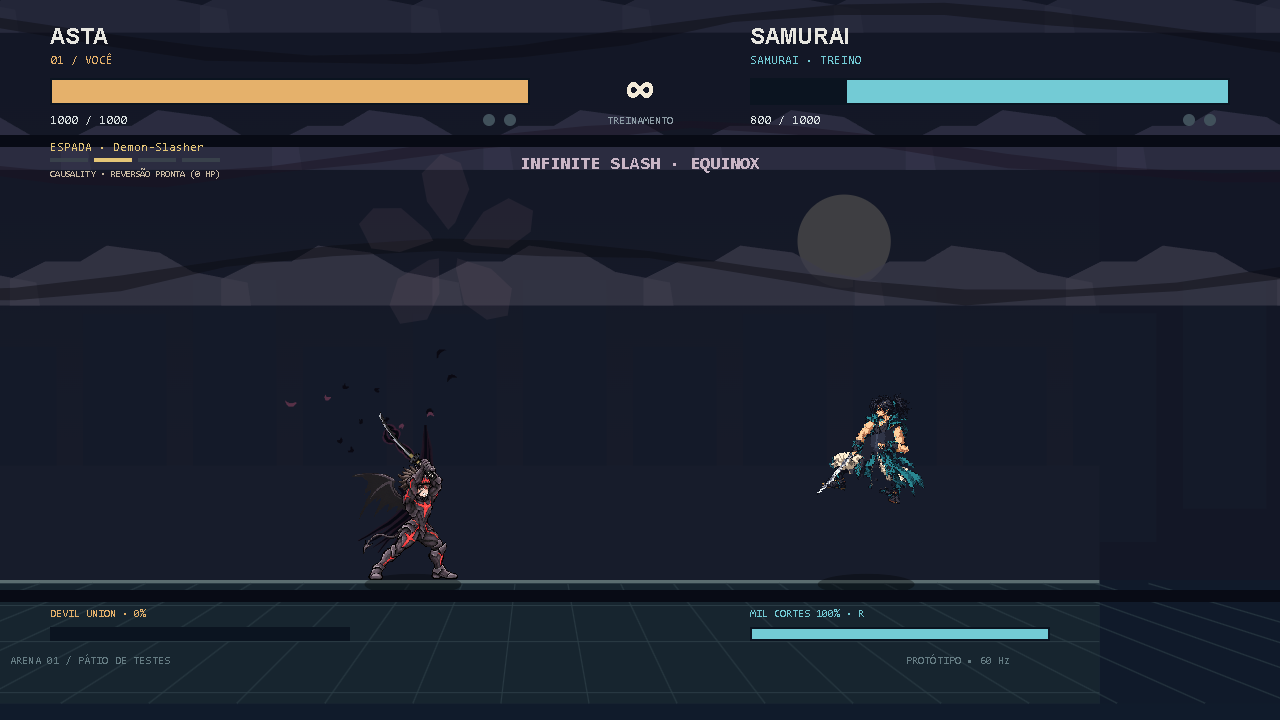 ASTA
01 / VOCÊ
1000 / 1000
ESPADA · Demon-Slasher
CAUSALITY · REVERSÃO PRONTA (0 HP)
∞
TREINAMENTO
INFINITE SLASH · EQUINOX
SAMURAI
SAMURAI · TREINO
800 / 1000
DEVIL UNION · 0%
MIL CORTES 100% · R
ARENA 01 / PÁTIO DE TESTES
PROTÓTIPO • 60 Hz